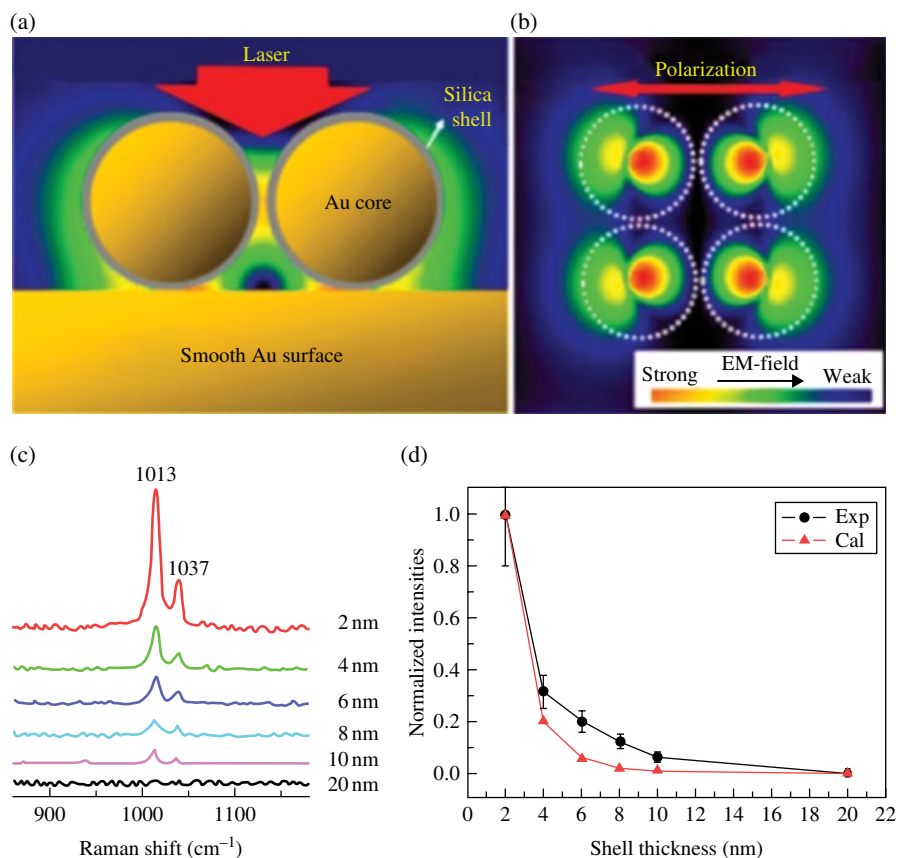 (a)
Laser
Silica
shell
Au core
Smooth Au surface
(b)
Polarization
EM-field
Strong
Weak
(c)
1013
1037
2 nm
4 nm
6 nm
8 nm
10 nm
20 nm
900 1000 1100
Raman shift (cm⁻¹)
(d)
Normalized intensities
1.0
0.8
0.6
0.4
0.2
0.0
Exp
Cal
0 2 4 6 8 10 12 14 16 18 20 22
Shell thickness (nm)